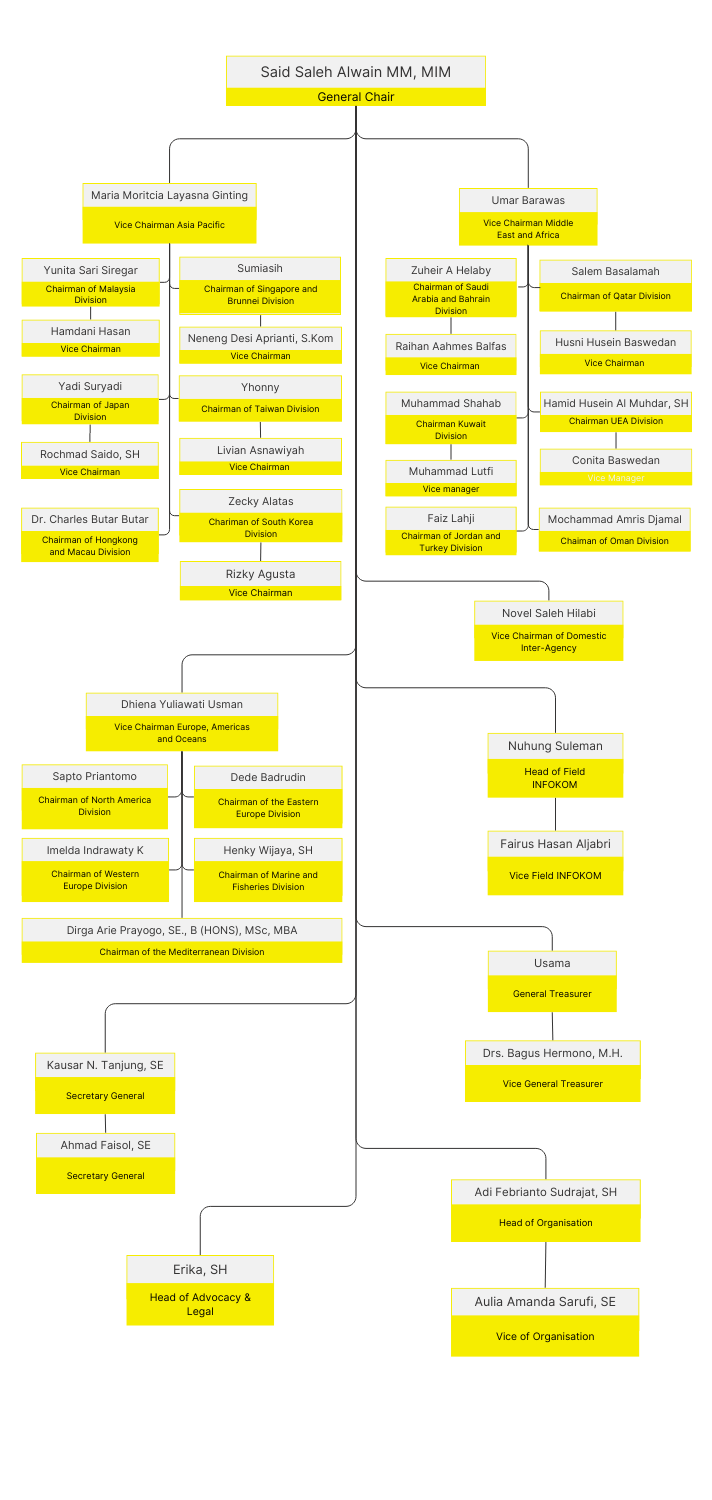 Said Saleh Alwain MM, MIM
General Chair
Maria Moritcia Layasna Ginting
Vice Chairman Asia Pacific
Yunita Sari Siregar
Chairman of Malaysia
Division
Hamdani Hasan
Vice Chairman
Sumiasih
Chairman of Singapore and
Brunnei Division
Neneng Desi Aprianti, S.Kom
Vice Chairman
Yadi Suryadi
Chairman of Japan
Division
Rochmad Saido, SH
Vice Chairman
Yhonny
Chairman of Taiwan Division
Livian Asnawiyah
Vice Chairman
Dr. Charles Butar Butar
Chairman of Hongkong
and Macau Division
Zecky Alatas
Chariman of South Korea
Division
Rizky Agusta
Vice Chairman
Umar Barawas
Vice Chairman Middle
East and Africa
Zuheir A Helaby
Chairman of Saudi
Arabia and Bahrain
Division
Raihan Aahmes Balfas
Vice Chairman
Salem Basalamah
Chairman of Qatar Division
Husni Husein Baswedan
Vice Chairman
Muhammad Shahab
Chairman Kuwait
Division
Muhammad Lutfi
Vice manager
Hamid Husein Al Muhdar, SH
Chairman UEA Division
Conita Baswedan
Vice Manager
Faiz Lahji
Chairman of Jordan and
Turkey Division
Mochammad Amris Djamal
Chaiman of Oman Division
Novel Saleh Hilabi
Vice Chairman of Domestic
Inter-Agency
Dhiena Yuliawati Usman
Vice Chairman Europe, Americas
and Oceans
Sapto Priantomo
Chairman of North America
Division
Dede Badrudin
Chairman of the Eastern
Europe Division
Imelda Indrawaty K
Chairman of Western
Europe Division
Henky Wijaya, SH
Chairman of Marine and
Fisheries Division
Dirga Arie Prayogo, SE., B (HONS), MSc, MBA
Chairman of the Mediterranean Division
Nuhung Suleman
Head of Field
INFOKOM
Fairus Hasan Aljabri
Vice Field INFOKOM
Usama
General Treasurer
Drs. Bagus Hermono, M.H.
Vice General Treasurer
Kausar N. Tanjung, SE
Secretary General
Ahmad Faisol, SE
Secretary General
Adi Febrianto Sudrajat, SH
Head of Organisation
Aulia Amanda Sarufi, SE
Vice of Organisation
Erika, SH
Head of Advocacy &
Legal